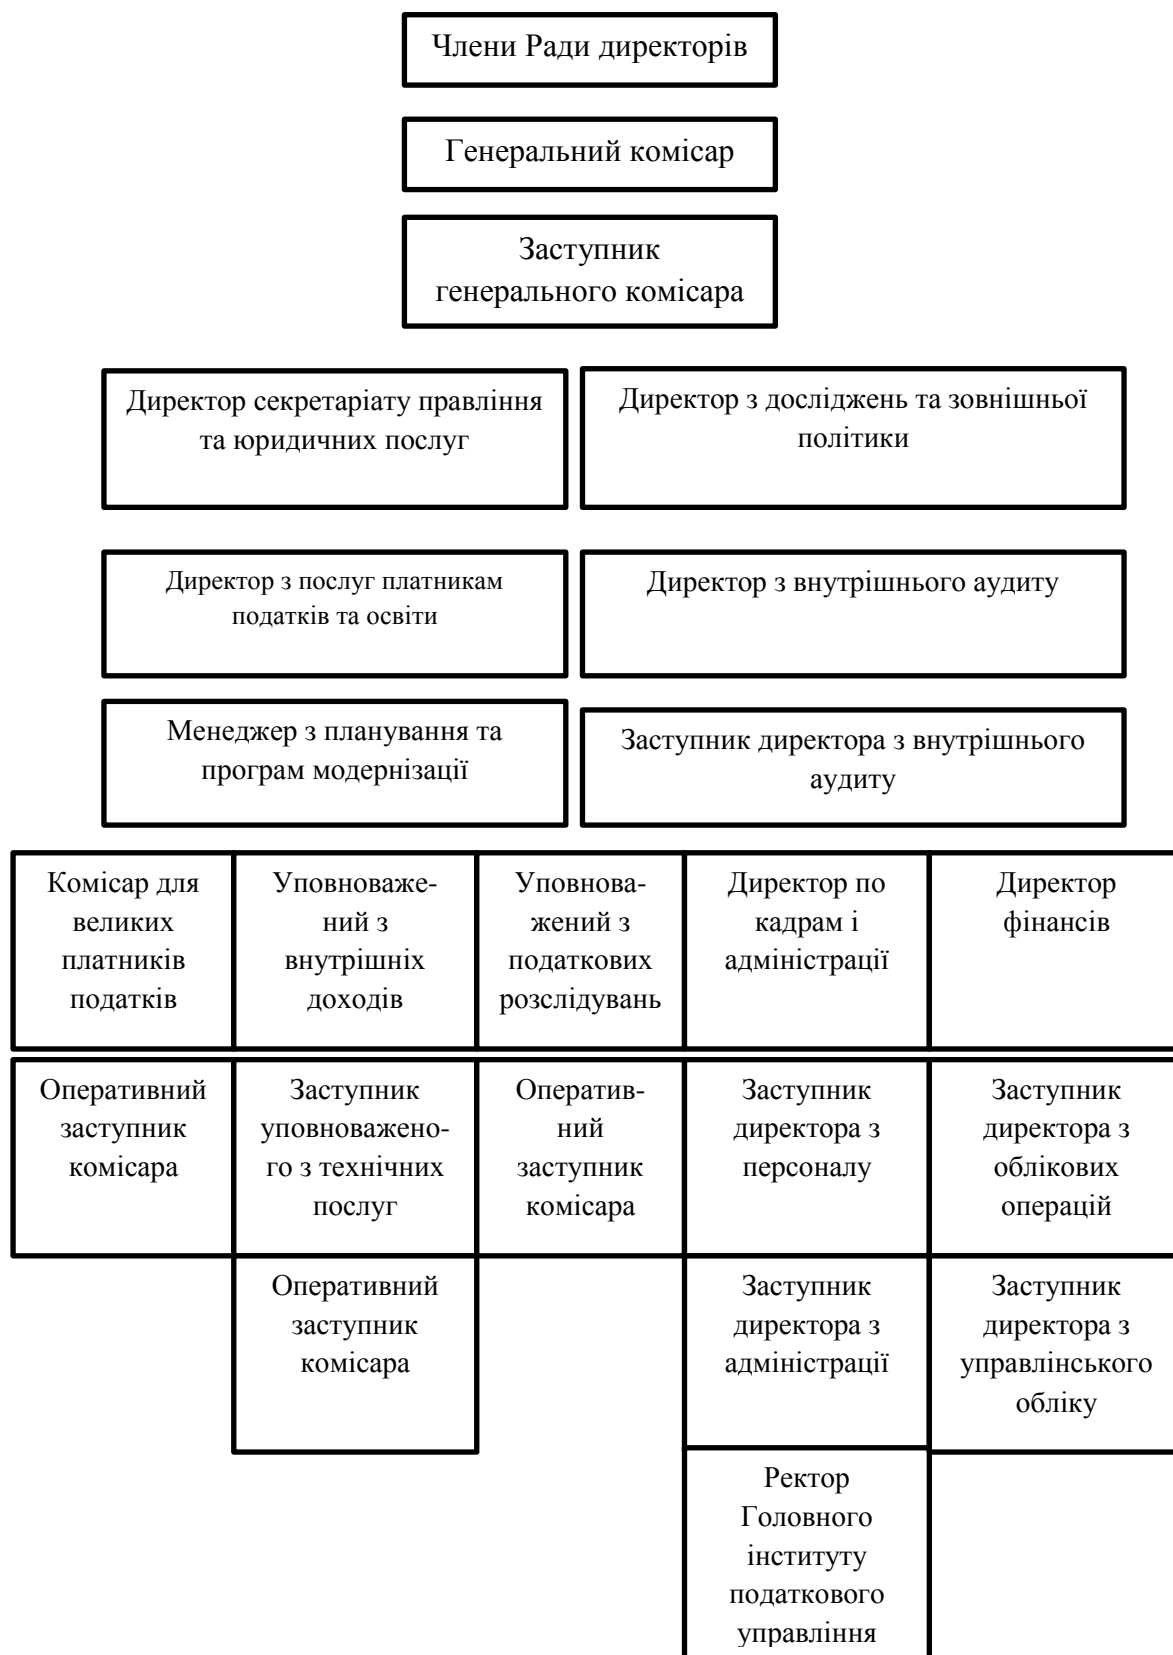 Члени Ради директорів
Генеральний комісар
Заступник
генерального комісара
Директор секретаріату правління
та юридичних послуг
Директор з досліджень та зовнішньої
політики
Директор з послуг платникам
податків та освіти
Директор з внутрішнього аудиту
Менеджер з планування та
програм модернізації
Заступник директора з внутрішнього
аудиту
Комісар для
великих
платників
податків
Уповноваже-
ний з
внутрішніх
доходів
Уповнова-
жений з
податкових
розслідувань
Директор по
кадрам і
адміністрації
Директор
фінансів
Оперативний
заступник
комісара
Заступник
уповноважено-
го з технічних
послуг
Оператив-
ний
заступник
комісара
Заступник
директора з
персоналу
Заступник
директора з
облікових
операцій
Оперативний
заступник
комісара
Заступник
директора з
адміністрації
Заступник
директора з
управлінського
обліку
Ректор
Головного
інституту
податкового
управління